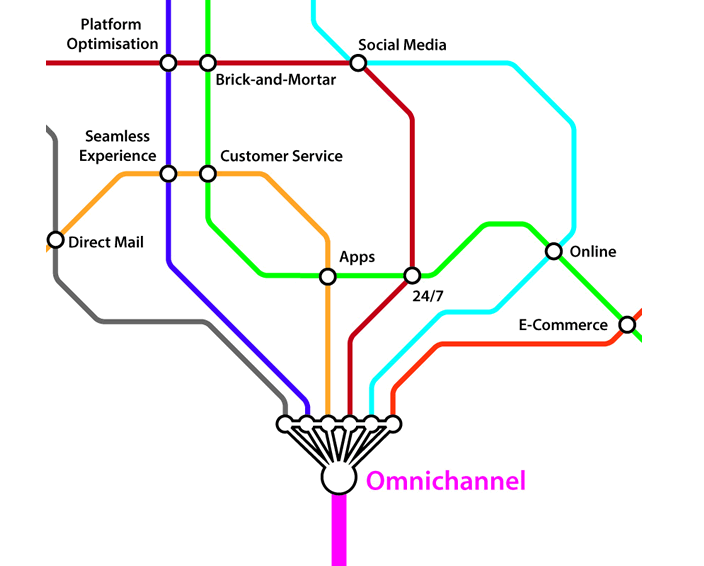 Platform
Optimisation
Social Media
Brick-and-Mortar
Seamless
Experience
Customer Service
Direct Mail
Apps
Online
24/7
E-Commerce
Omnichannel